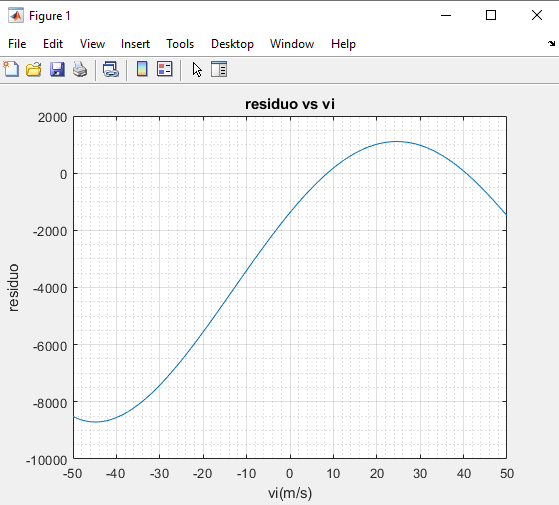 Figure 1
File Edit View Insert Tools Desktop Window Help
residuo vs vi
2000
0
-2000
-4000
-6000
-8000
-10000
residuo
-50 -40 -30 -20 -10 0 10 20 30 40 50
vi(m/s)